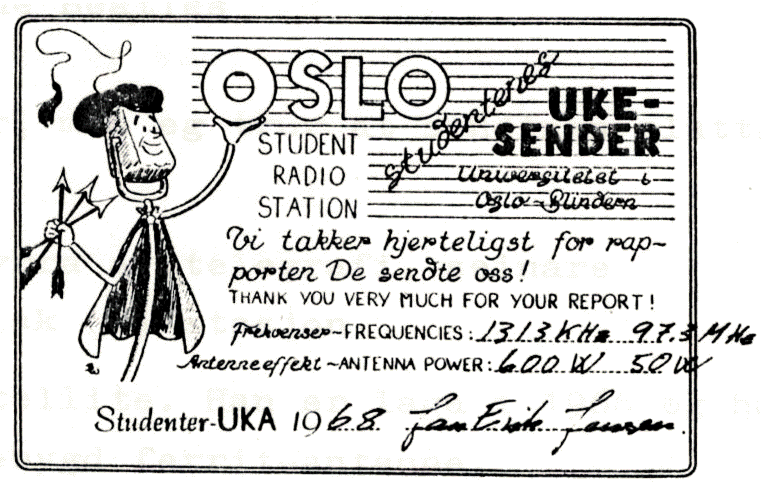 OSLO
STUDENT
RADIO
STATION
Studentenes
UKE-
SENDER
Universitetet i
Oslo - Blindern
Vi takker hjerteligst for rap-
porten De sendte oss!
THANK YOU VERY MUCH FOR YOUR REPORT!
Frekvenser - FREQUENCIES: 1313 KHz 97.3 MHz
Antenneeffekt - ANTENNA POWER: 600 W 50 W
Studenter-UKA 1968 Jan Erik Jensen